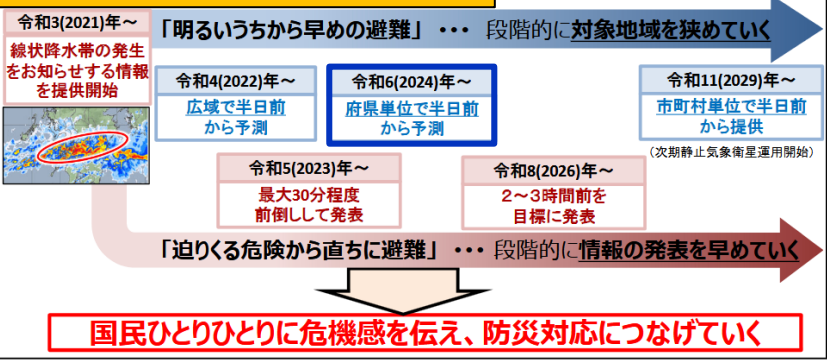 令和3(2021)年～
線状降水帯の発生
をお知らせする情報
を提供開始
「明るいうちから早めの避難」 ・・・ 段階的に対象地域を狭めていく
令和4(2022)年～
広域で半日前
から予測
令和6(2024)年～
府県単位で半日前
から予測
令和11(2029)年～
市町村単位で半日前
から提供
（次期静止気象衛星運用開始）
令和5(2023)年～
最大30分程度
前倒しして発表
令和8(2026)年～
２～３時間前を
目標に発表
「迫りくる危険から直ちに避難」 ・・・ 段階的に情報の発表を早めていく
国民ひとりひとりに危機感を伝え、防災対応につなげていく